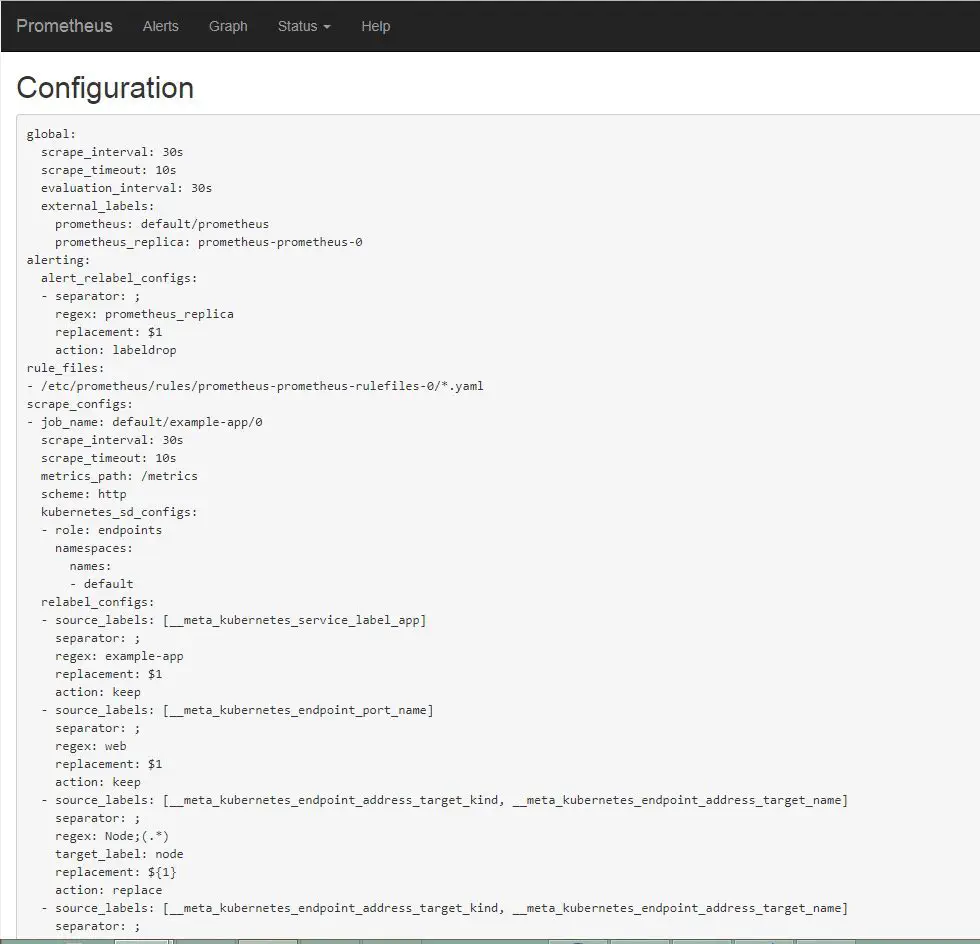 Prometheus Alerts Graph Status Help
Configuration
global:
  scrape_interval: 30s
  scrape_timeout: 10s
  evaluation_interval: 30s
  external_labels:
    prometheus: default/prometheus
    prometheus_replica: prometheus-prometheus-0
alerting:
  alert_relabel_configs:
  - separator: ;
    regex: prometheus_replica
    replacement: $1
    action: labeldrop
rule_files:
- /etc/prometheus/rules/prometheus-prometheus-rulefiles-0/*.yaml
scrape_configs:
- job_name: default/example-app/0
  scrape_interval: 30s
  scrape_timeout: 10s
  metrics_path: /metrics
  scheme: http
  kubernetes_sd_configs:
  - role: endpoints
    namespaces:
      names:
      - default
  relabel_configs:
  - source_labels: [__meta_kubernetes_service_label_app]
    separator: ;
    regex: example-app
    replacement: $1
    action: keep
  - source_labels: [__meta_kubernetes_endpoint_port_name]
    separator: ;
    regex: web
    replacement: $1
    action: keep
  - source_labels: [__meta_kubernetes_endpoint_address_target_kind, __meta_kubernetes_endpoint_address_target_name]
    separator: ;
    regex: Node;(.*)
    target_label: node
    replacement: ${1}
    action: replace
  - source_labels: [__meta_kubernetes_endpoint_address_target_kind, __meta_kubernetes_endpoint_address_target_name]
    separator: ;